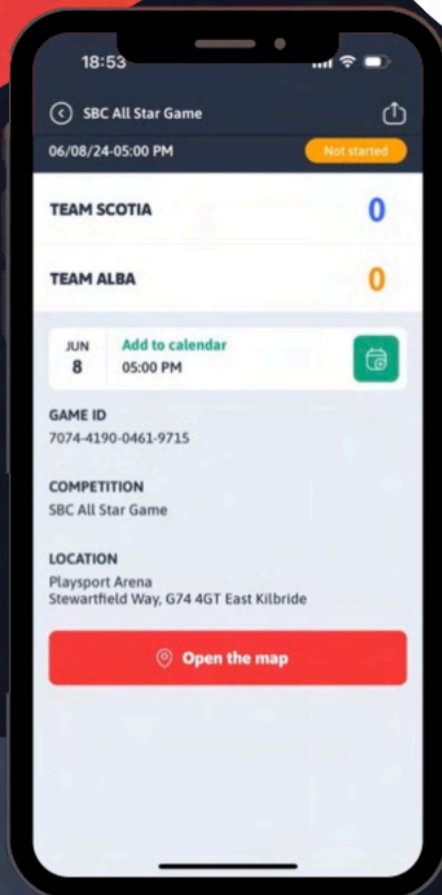 18:53
SBC All Star Game
06/08/24-05:00 PM
Not started
TEAM SCOTIA
0
TEAM ALBA
0
JUN
8
Add to calendar
05:00 PM
GAME ID
7074-4190-0461-9715
COMPETITION
SBC All Star Game
LOCATION
Playsport Arena
Stewartfield Way, G74 4GT East Kilbride
Open the map